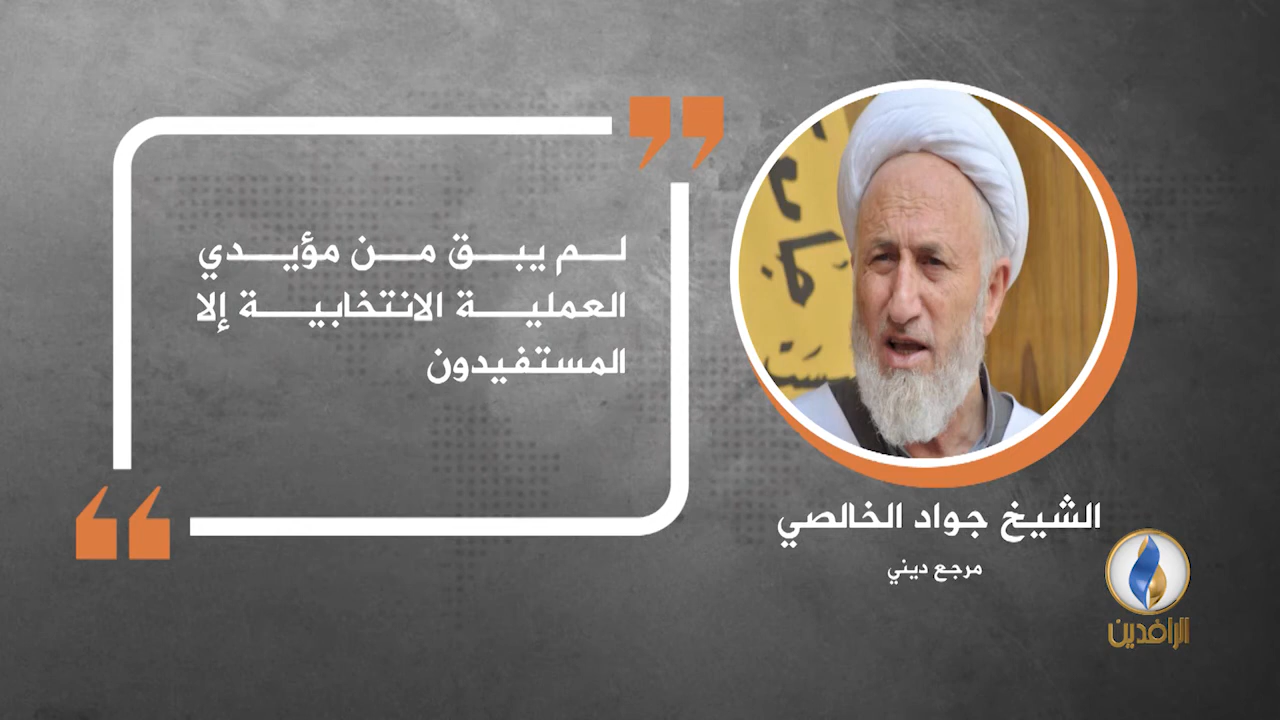 لم يبق من مؤيدي
العملية الانتخابية إلا
المستفيدون
الشيخ جواد الخالصي
مرجع ديني
الرافدين